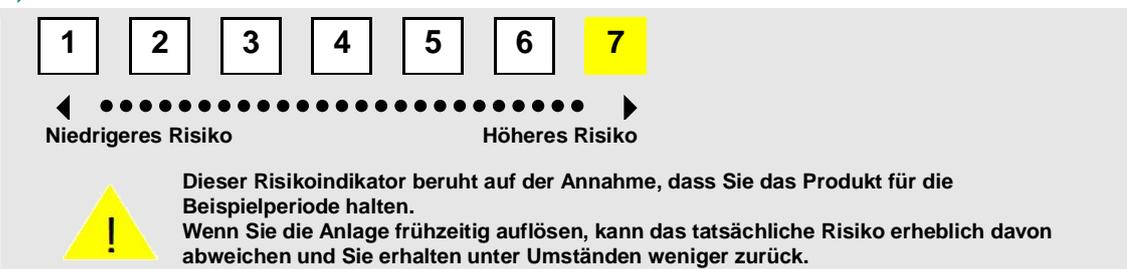 1 2 3 4 5 6 7
Niedrigeres Risiko Höheres Risiko
Dieser Risikoindikator beruht auf der Annahme, dass Sie das Produkt für die
Beispielperiode halten.
Wenn Sie die Anlage frühzeitig auflösen, kann das tatsächliche Risiko erheblich davon
abweichen und Sie erhalten unter Umständen weniger zurück.
!